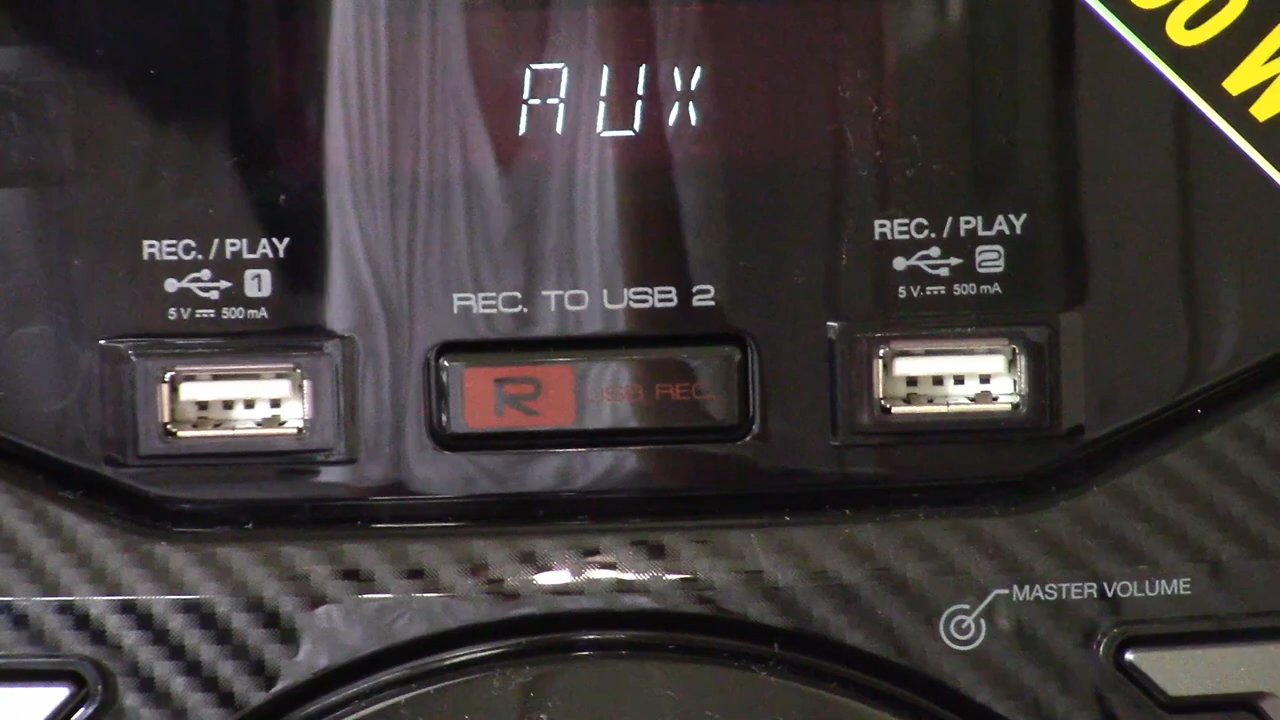 AUX
00 W
REC. / PLAY
1
5 V ⎓ 500 mA
REC. TO USB 2
R USB REC.
REC. / PLAY
2
5 V ⎓ 500 mA
MASTER VOLUME